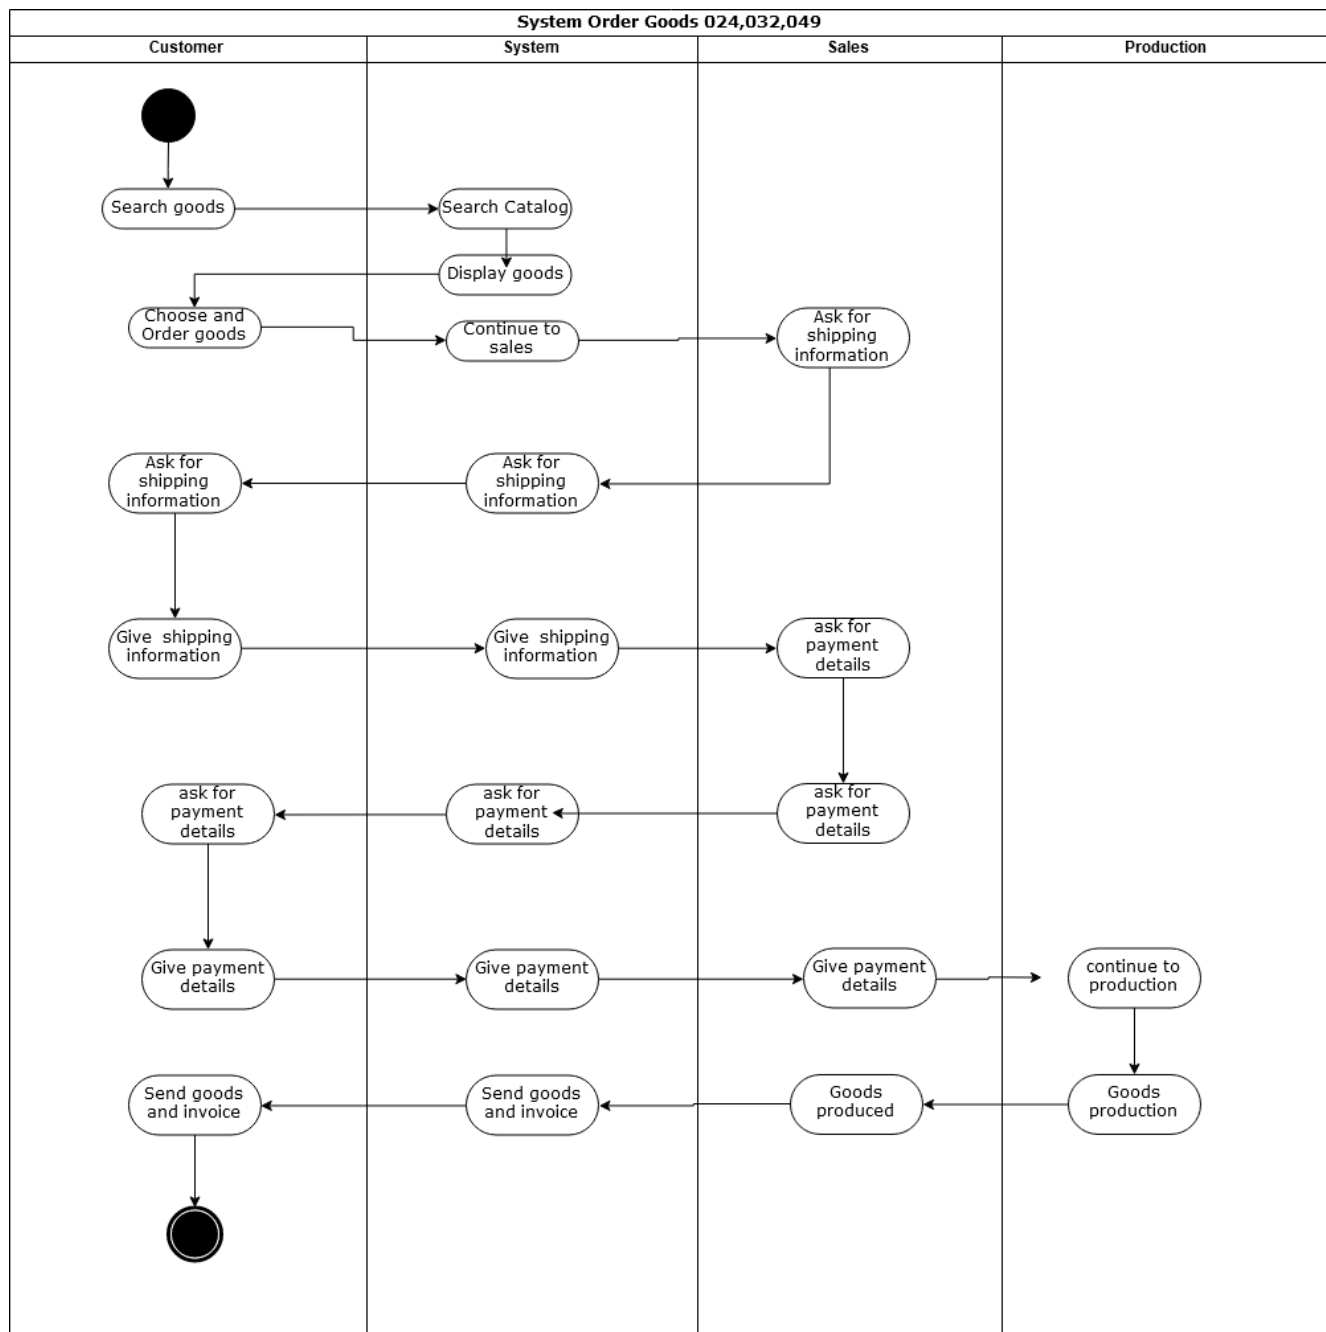 System Order Goods 024,032,049
Customer
System
Sales
Production
Search goods
Search Catalog
Display goods
Choose and
Order goods
Continue to
sales
Ask for
shipping
information
Ask for
shipping
information
Ask for
shipping
information
Give shipping
information
Give shipping
information
ask for
payment
details
ask for
payment
details
ask for
payment
details
ask for
payment
details
Give payment
details
Give payment
details
Give payment
details
continue to
production
Send goods
and invoice
Send goods
and invoice
Goods
produced
Goods
production